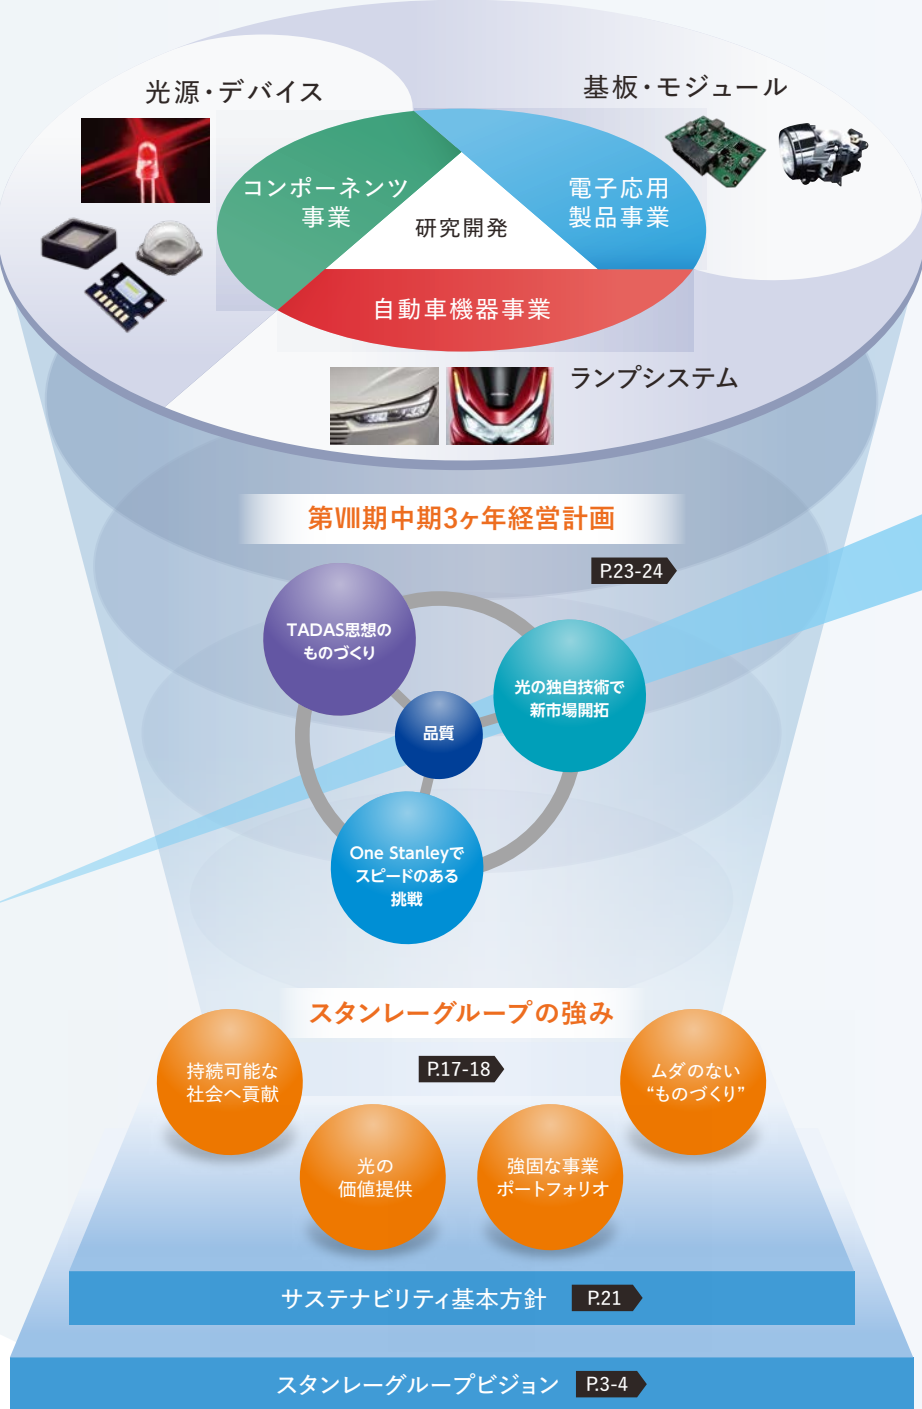 光源・デバイス
基板・モジュール
コンポーネンツ
事業
電子応用
製品事業
研究開発
自動車機器事業
ランプシステム
第Ⅷ期中期3ヶ年経営計画
P.23-24
TADAS思想の
ものづくり
光の独自技術で
新市場開拓
品質
One Stanleyで
スピードのある
挑戦
スタンレーグループの強み
P.17-18
持続可能な
社会へ貢献
ムダのない
“ものづくり”
光の
価値提供
強固な事業
ポートフォリオ
サステナビリティ基本方針
P.21
スタンレーグループビジョン
P.3-4